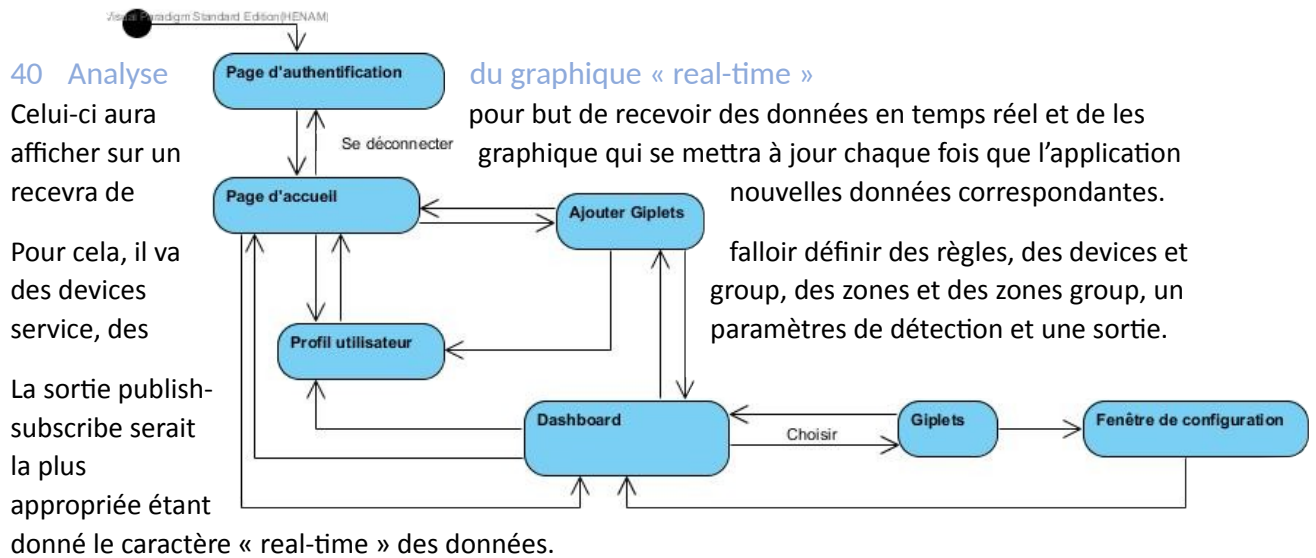 Visual Paradigm Standard Edition(HENAM)
40 Analyse du graphique « real-time »
Celui-ci aura pour but de recevoir des données en temps réel et de les
afficher sur un graphique qui se mettra à jour chaque fois que l'application
recevra de nouvelles données correspondantes.
Pour cela, il va falloir définir des règles, des devices et
des devices group, des zones et des zones group, un
service, des paramètres de détection et une sortie.
La sortie publish-
subscribe serait
la plus
appropriée étant
donné le caractère « real-time » des données.
Page d'authentification
Se déconnecter
Page d'accueil
Ajouter Giplets
Profil utilisateur
Dashboard
Choisir
Giplets
Fenêtre de configuration